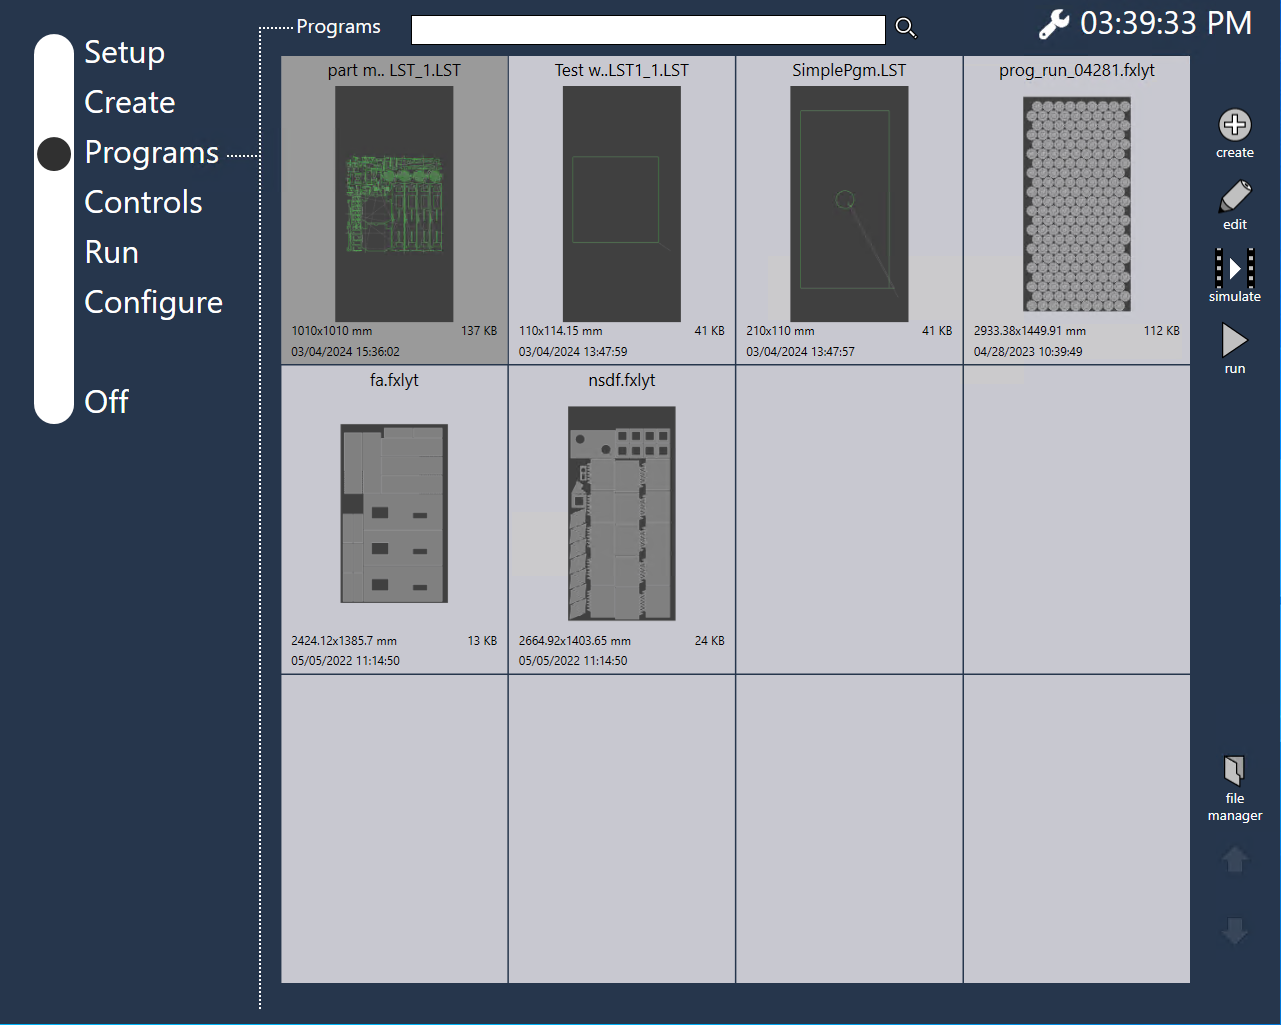 Programs
03:39:33 PM
Setup
Create
Programs
Controls
Run
Configure
Off
part m.. LST_1.LST
1010x1010 mm 137 KB
03/04/2024 15:36:02
Test w..LST1_1.LST
110x114.15 mm 41 KB
03/04/2024 13:47:59
SimplePgm.LST
210x110 mm 41 KB
03/04/2024 13:47:57
prog_run_04281.fxlyt
2933.38x1449.91 mm 112 KB
04/28/2023 10:39:49
fa.fxlyt
2424.12x1385.7 mm 13 KB
05/05/2022 11:14:50
nsdf.fxlyt
2664.92x1403.65 mm 24 KB
05/05/2022 11:14:50
create
edit
simulate
run
file
manager